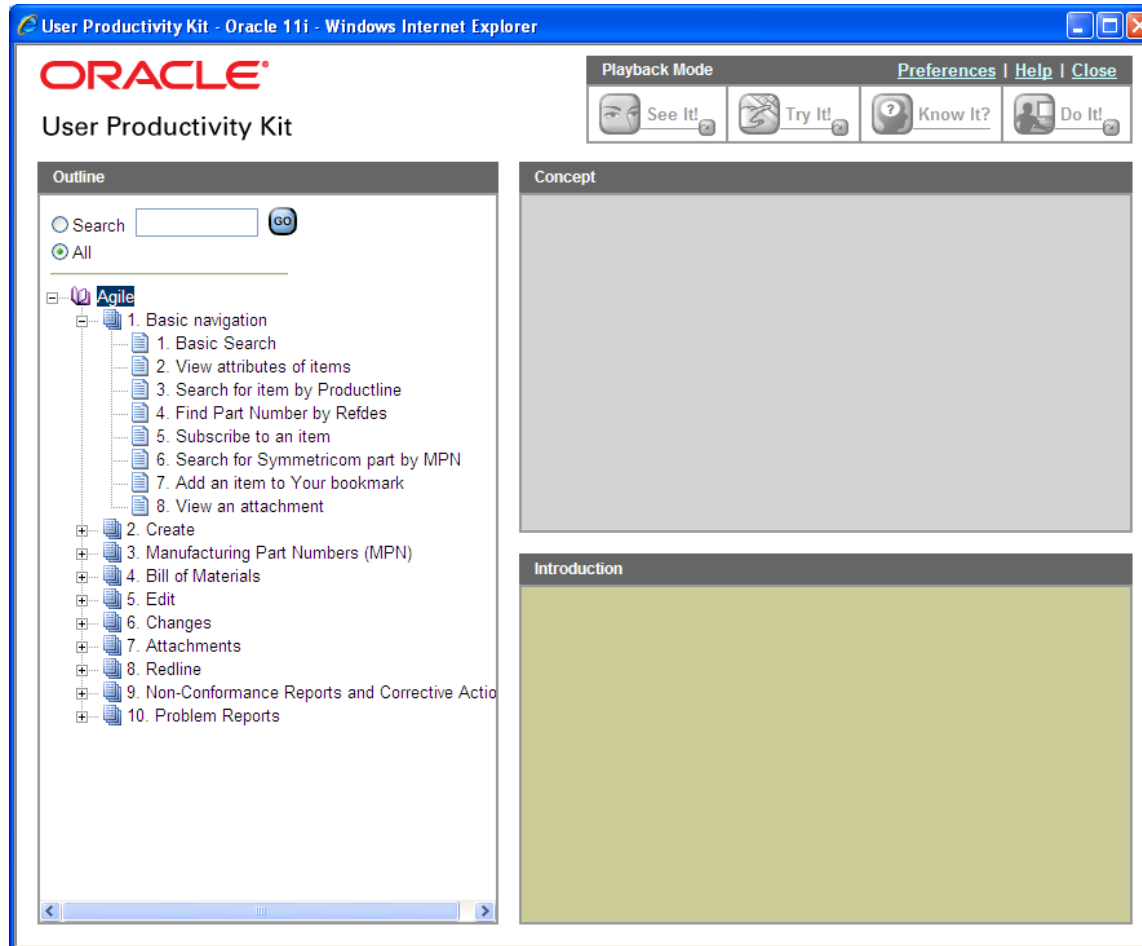 User Productivity Kit - Oracle 11i - Windows Internet Explorer
ORACLE®
User Productivity Kit
Playback Mode
Preferences | Help | Close
See It!
Try It!
Know It?
Do It!
Outline
Search
GO
All
Agile
1. Basic navigation
1. Basic Search
2. View attributes of items
3. Search for item by Productline
4. Find Part Number by Refdes
5. Subscribe to an item
6. Search for Symmetricom part by MPN
7. Add an item to Your bookmark
8. View an attachment
2. Create
3. Manufacturing Part Numbers (MPN)
4. Bill of Materials
5. Edit
6. Changes
7. Attachments
8. Redline
9. Non-Conformance Reports and Corrective Actio
10. Problem Reports
Concept
Introduction